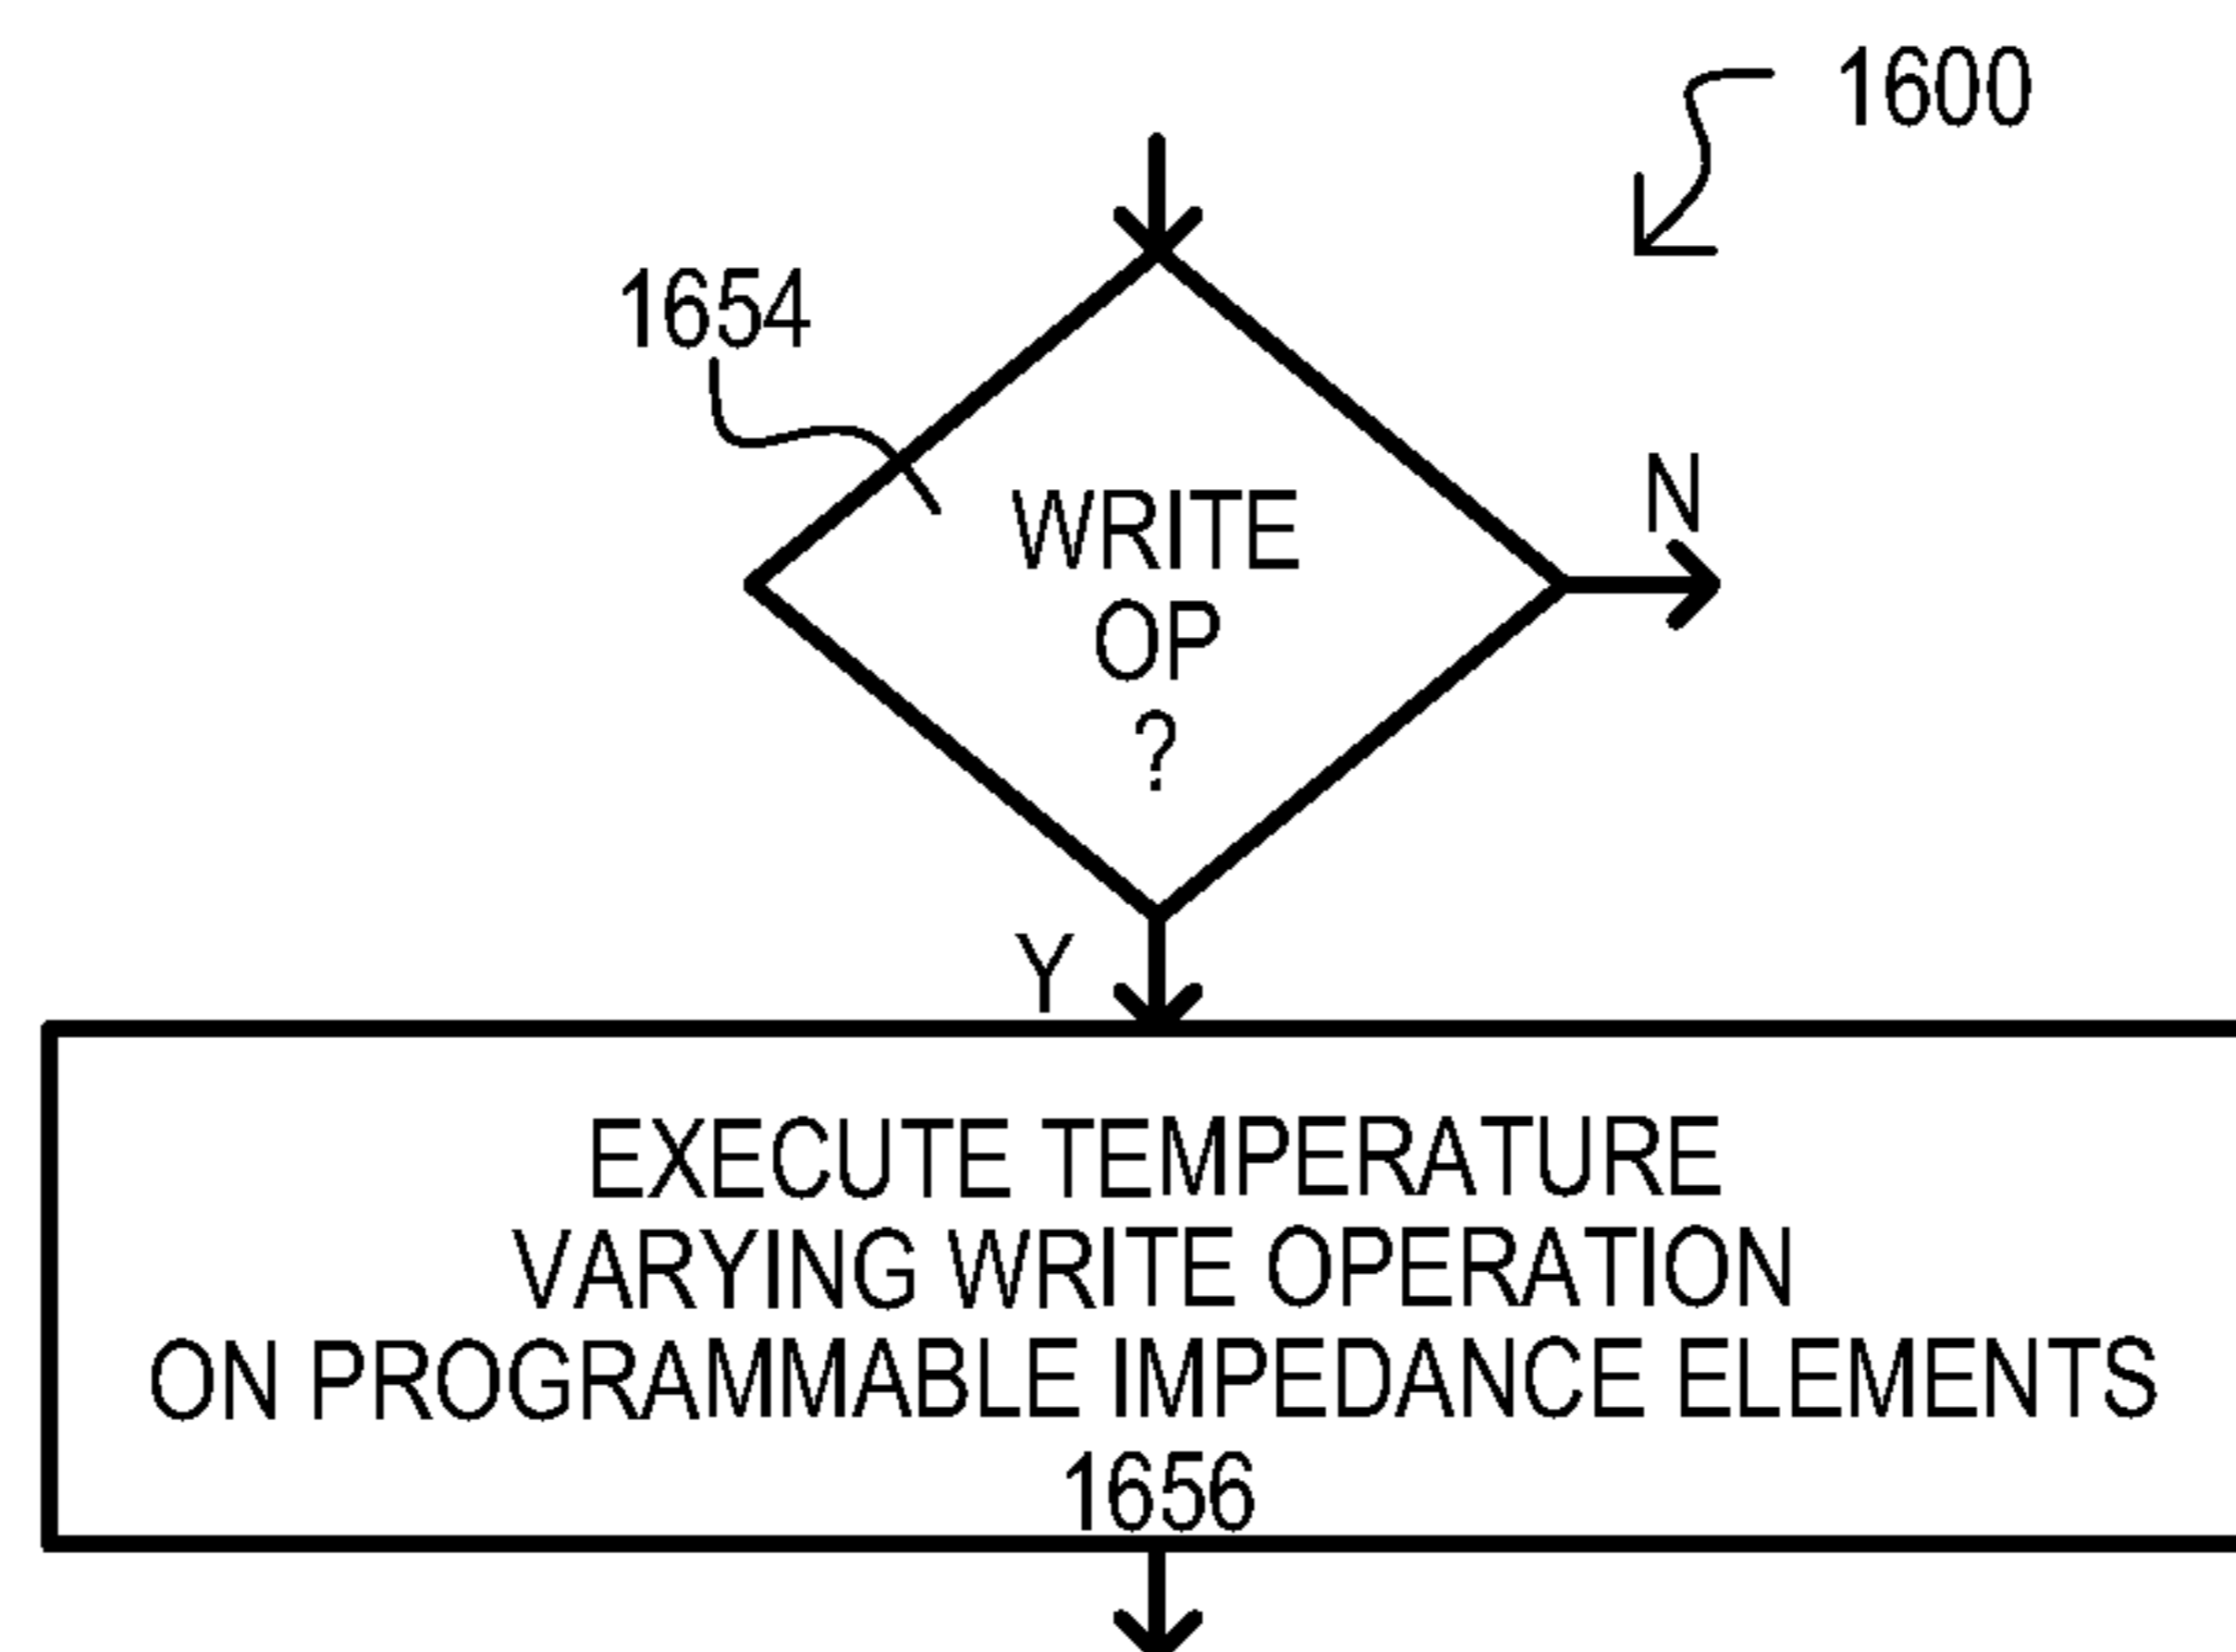 1600
1654
WRITE
OP
?
N
Y
EXECUTE TEMPERATURE
VARYING WRITE OPERATION
ON PROGRAMMABLE IMPEDANCE ELEMENTS
1656